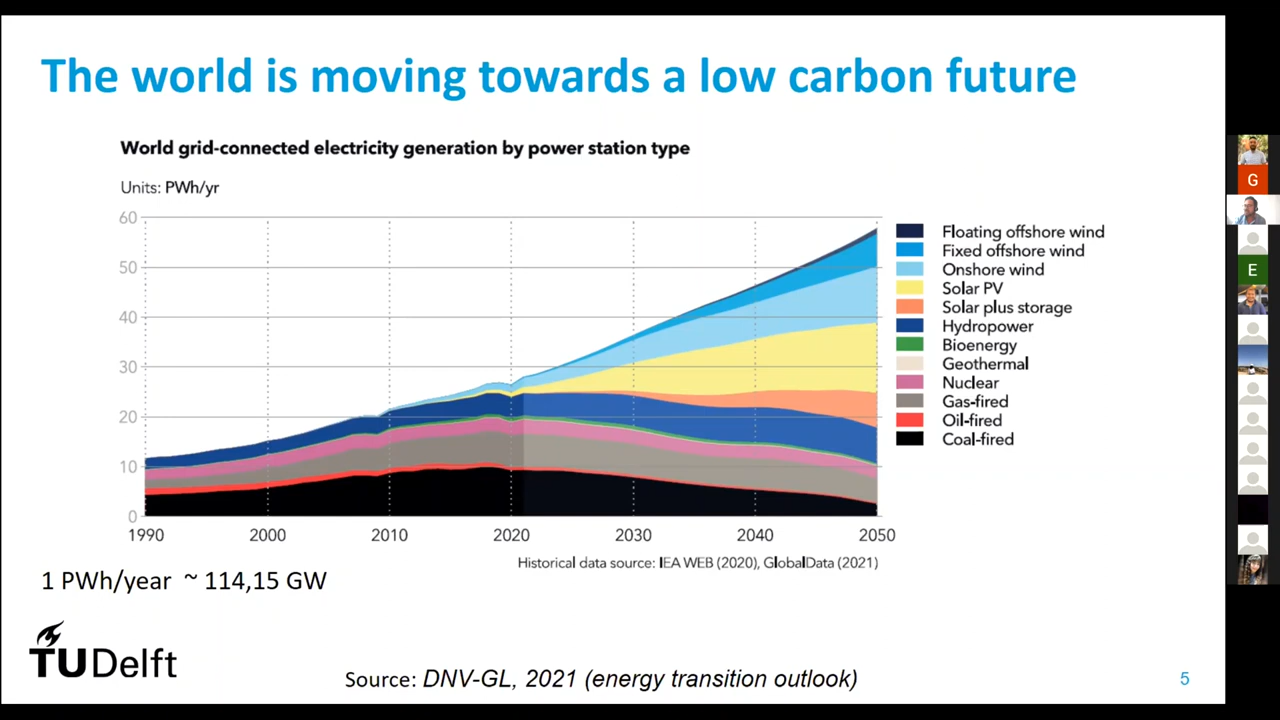 The world is moving towards a low carbon future
World grid-connected electricity generation by power station type
Units: PWh/yr
60
50
40
30
20
10
0
1990 2000 2010 2020 2030 2040 2050
Floating offshore wind
Fixed offshore wind
Onshore wind
Solar PV
Solar plus storage
Hydropower
Bioenergy
Geothermal
Nuclear
Gas-fired
Oil-fired
Coal-fired
Historical data source: IEA WEB (2020), GlobalData (2021)
1 PWh/year ~ 114,15 GW
TU Delft
Source: DNV-GL, 2021 (energy transition outlook)
5
G
E